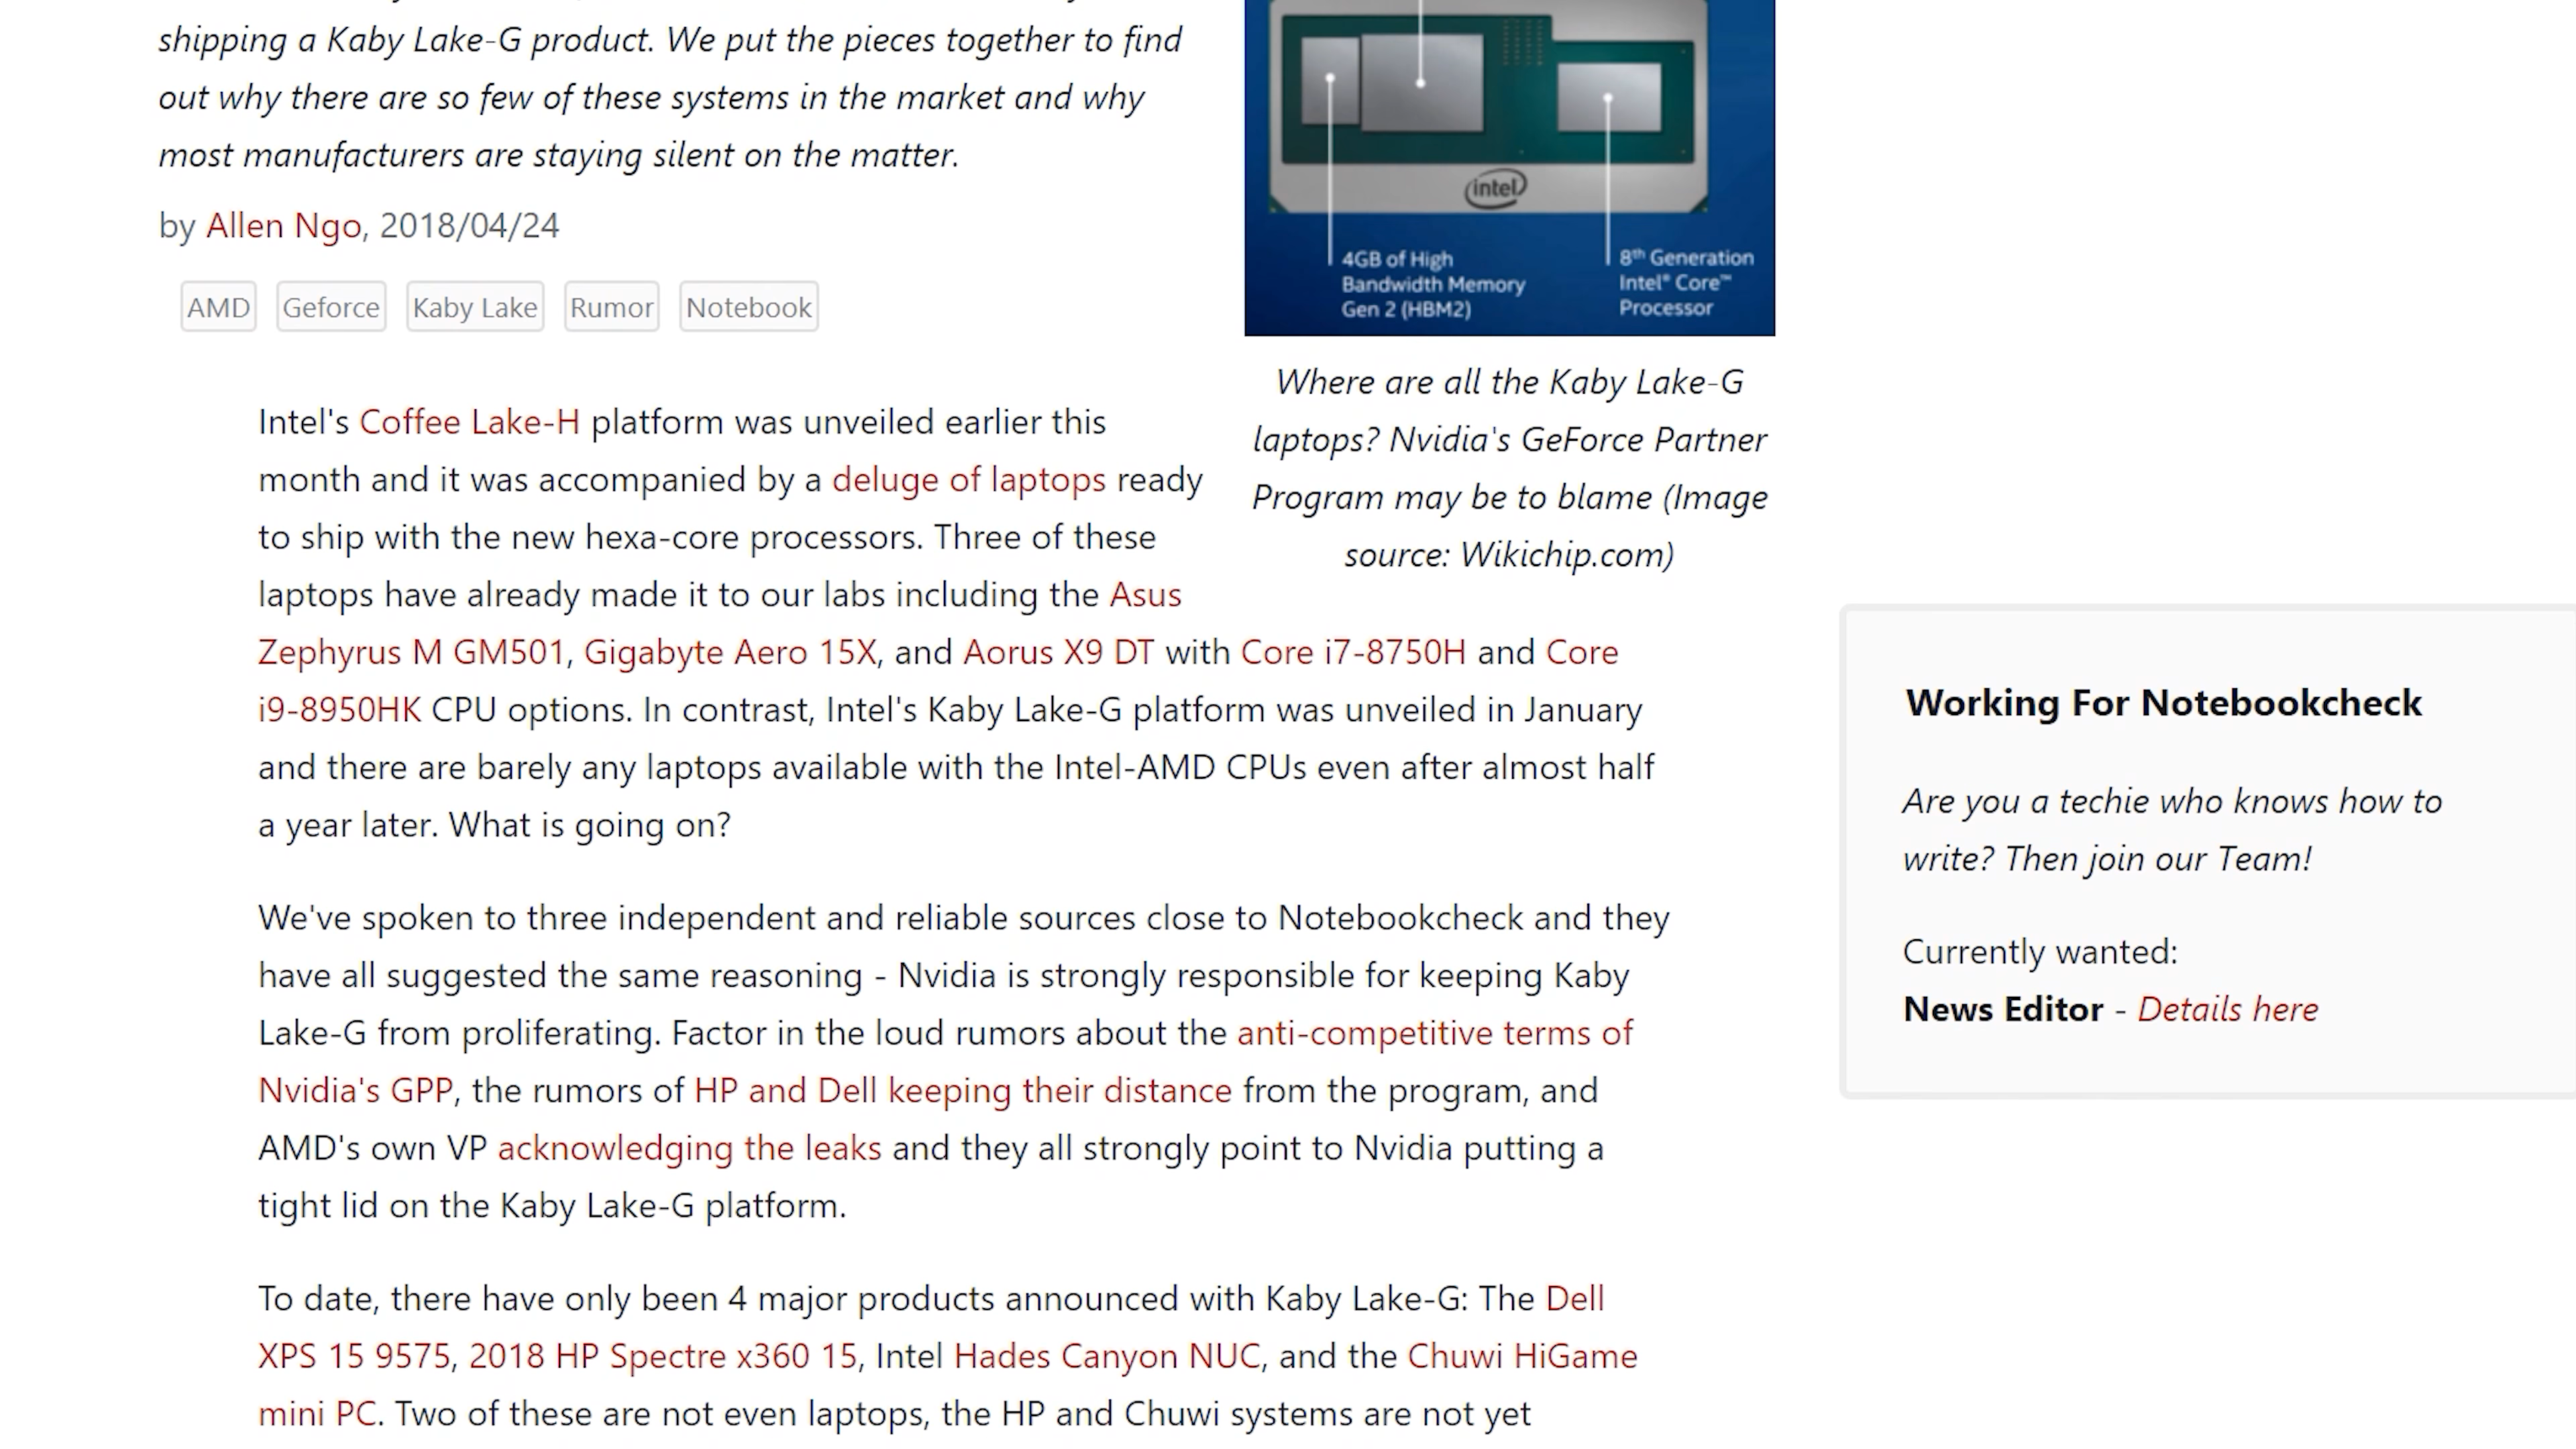 shipping a Kaby Lake-G product. We put the pieces together to find
out why there are so few of these systems in the market and why
most manufacturers are staying silent on the matter.
by Allen Ngo, 2018/04/24
AMD
Geforce
Kaby Lake
Rumor
Notebook
intel
4GB of High
Bandwidth Memory
Gen 2 (HBM2)
8th Generation
Intel® Core™
Processor
Where are all the Kaby Lake-G
laptops? Nvidia's GeForce Partner
Program may be to blame (Image
source: Wikichip.com)
Intel's Coffee Lake-H platform was unveiled earlier this
month and it was accompanied by a deluge of laptops ready
to ship with the new hexa-core processors. Three of these
laptops have already made it to our labs including the Asus
Zephyrus M GM501, Gigabyte Aero 15X, and Aorus X9 DT with Core i7-8750H and Core
i9-8950HK CPU options. In contrast, Intel's Kaby Lake-G platform was unveiled in January
and there are barely any laptops available with the Intel-AMD CPUs even after almost half
a year later. What is going on?
We've spoken to three independent and reliable sources close to Notebookcheck and they
have all suggested the same reasoning - Nvidia is strongly responsible for keeping Kaby
Lake-G from proliferating. Factor in the loud rumors about the anti-competitive terms of
Nvidia's GPP, the rumors of HP and Dell keeping their distance from the program, and
AMD's own VP acknowledging the leaks and they all strongly point to Nvidia putting a
tight lid on the Kaby Lake-G platform.
To date, there have only been 4 major products announced with Kaby Lake-G: The Dell
XPS 15 9575, 2018 HP Spectre x360 15, Intel Hades Canyon NUC, and the Chuwi HiGame
mini PC. Two of these are not even laptops, the HP and Chuwi systems are not yet
Working For Notebookcheck
Are you a techie who knows how to
write? Then join our Team!
Currently wanted:
News Editor - Details here